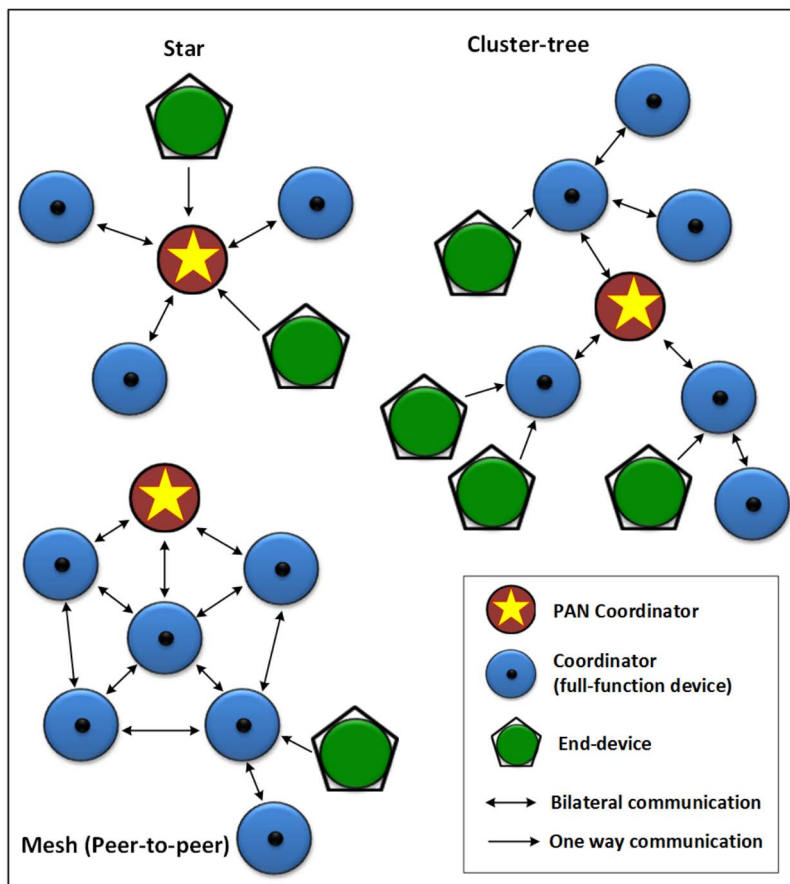 Star
Cluster-tree
Mesh (Peer-to-peer)
PAN Coordinator
Coordinator
(full-function device)
End-device
Bilateral communication
One way communication